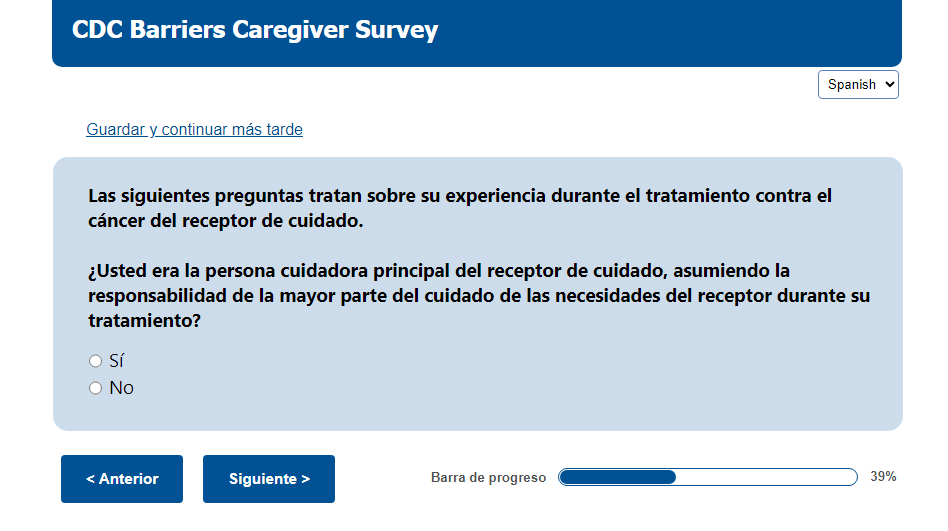 CDC Barriers Caregiver Survey
Spanish
Guardar y continuar más tarde
Las siguientes preguntas tratan sobre su experiencia durante el tratamiento contra el
cáncer del receptor de cuidado.
¿Usted era la persona cuidadora principal del receptor de cuidado, asumiendo la
responsabilidad de la mayor parte del cuidado de las necesidades del receptor durante su
tratamiento?
Sí
No
< Anterior
Siguiente >
Barra de progreso
39%